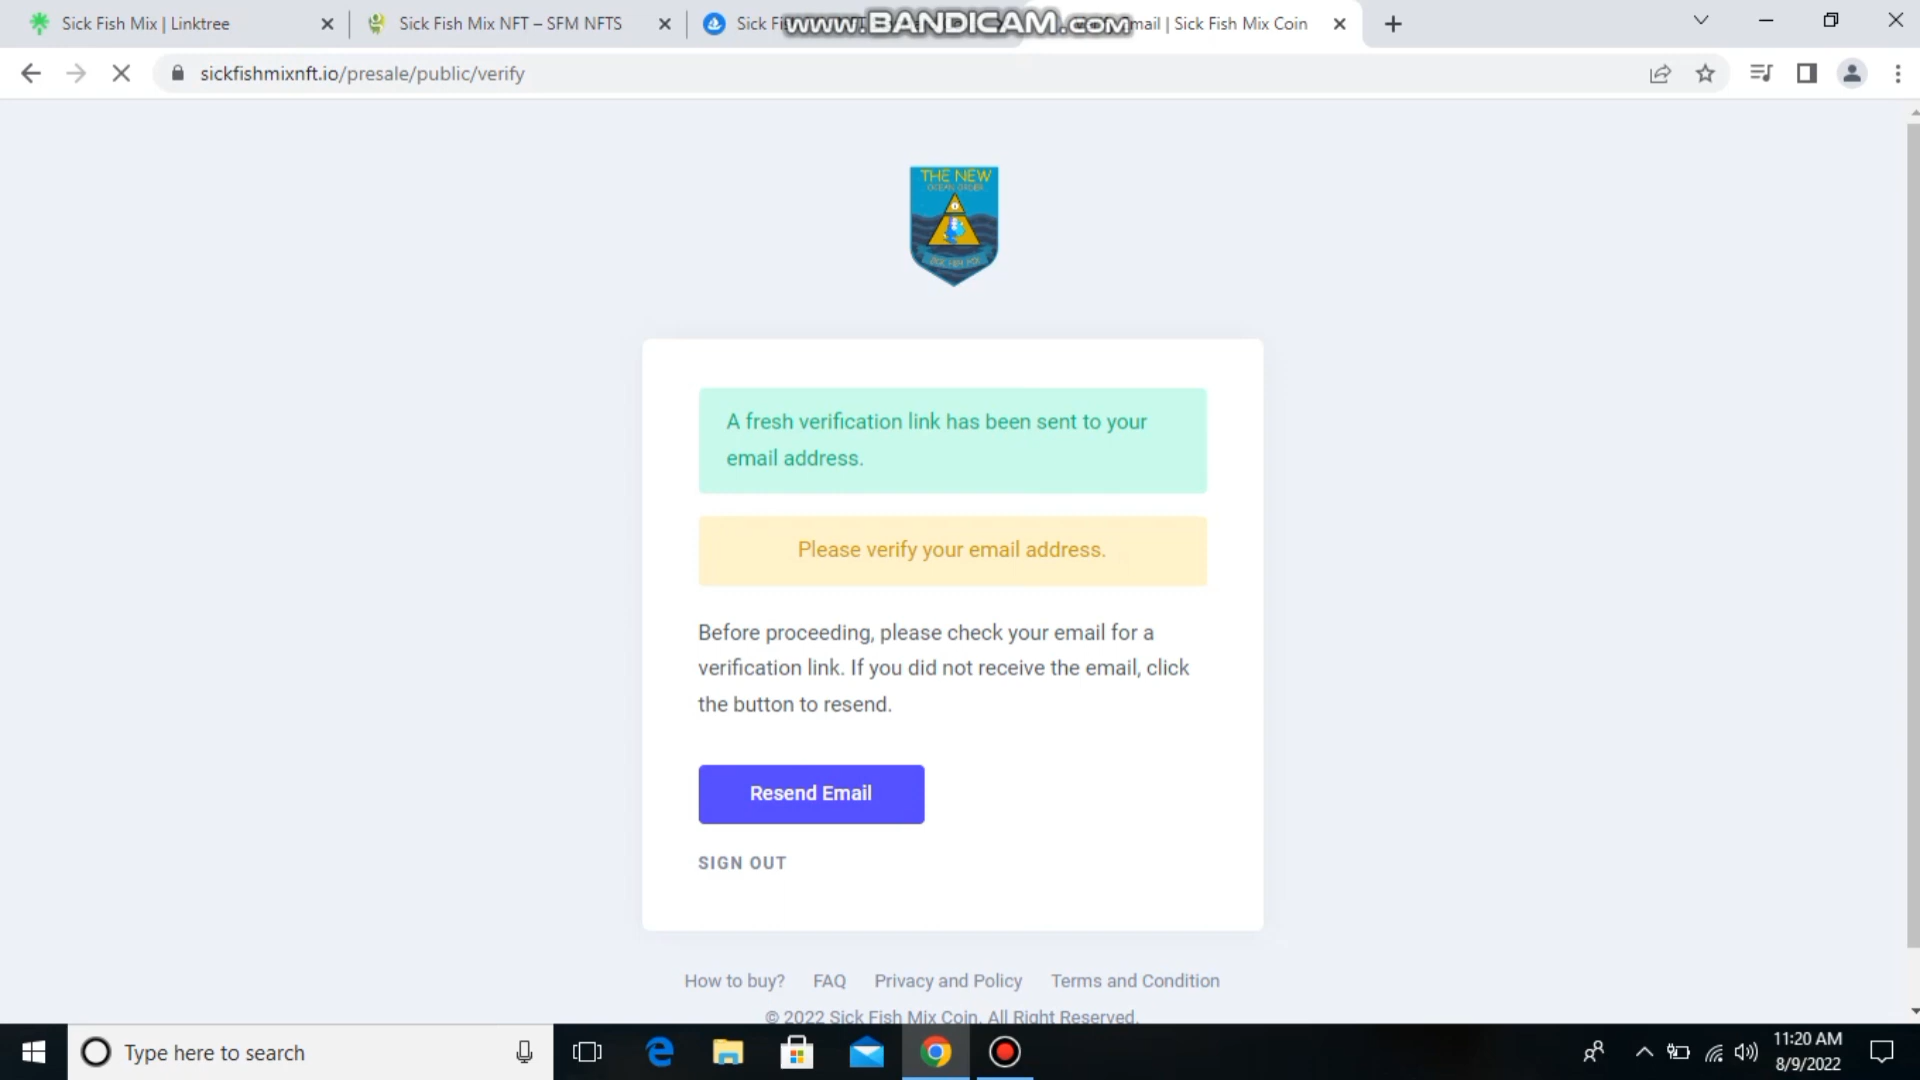 Sick Fish Mix | Linktree
Sick Fish Mix NFT – SFM NFTS
Sick Fi
www.BANDICAM.com
mail | Sick Fish Mix Coin
sickfishmixnft.io/presale/public/verify
THE NEW
OCEAN ORDER
SICK FISH MIX
A fresh verification link has been sent to your
email address.
Please verify your email address.
Before proceeding, please check your email for a
verification link. If you did not receive the email, click
the button to resend.
Resend Email
SIGN OUT
How to buy? FAQ Privacy and Policy Terms and Condition
© 2022 Sick Fish Mix Coin. All Right Reserved.
Type here to search
11:20 AM
8/9/2022